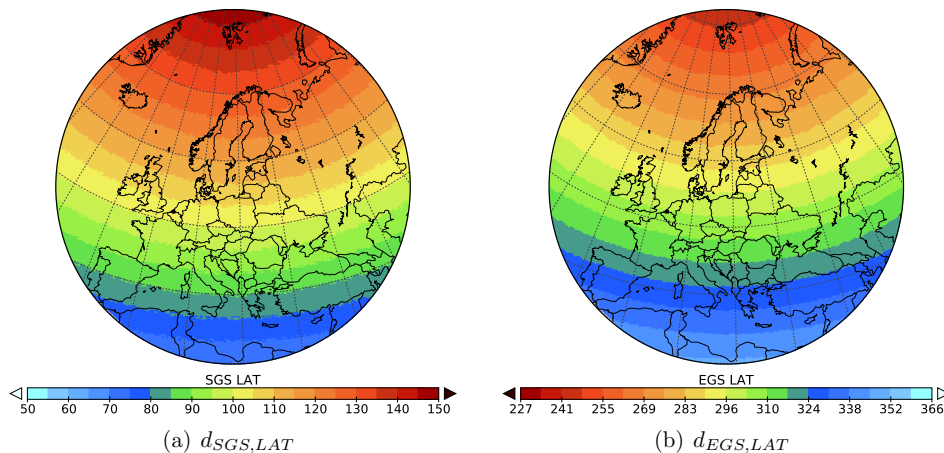 SGS LAT
50 60 70 80 90 100 110 120 130 140 150
(a) d_{SGS,LAT}
EGS LAT
227 241 255 269 283 296 310 324 338 352 366
(b) d_{EGS,LAT}